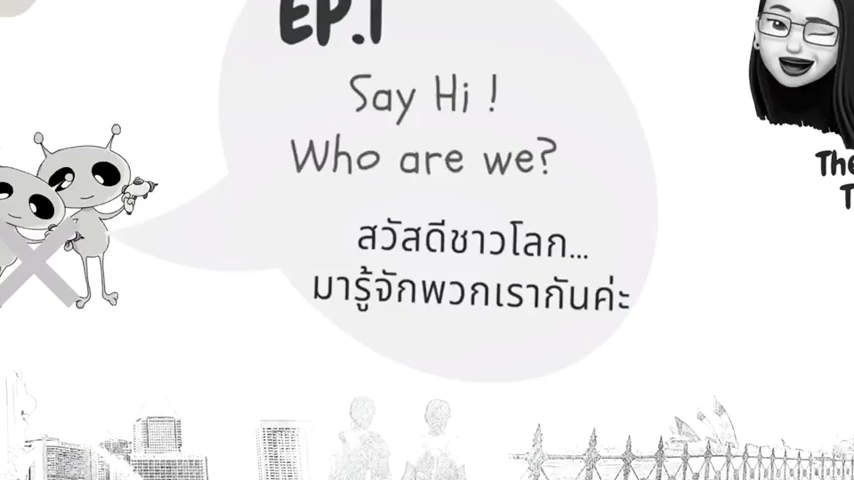 EP.1
Say Hi !
Who are we?
สวัสดีชาวโลก...
มารู้จักพวกเรากันค่ะ
The
T